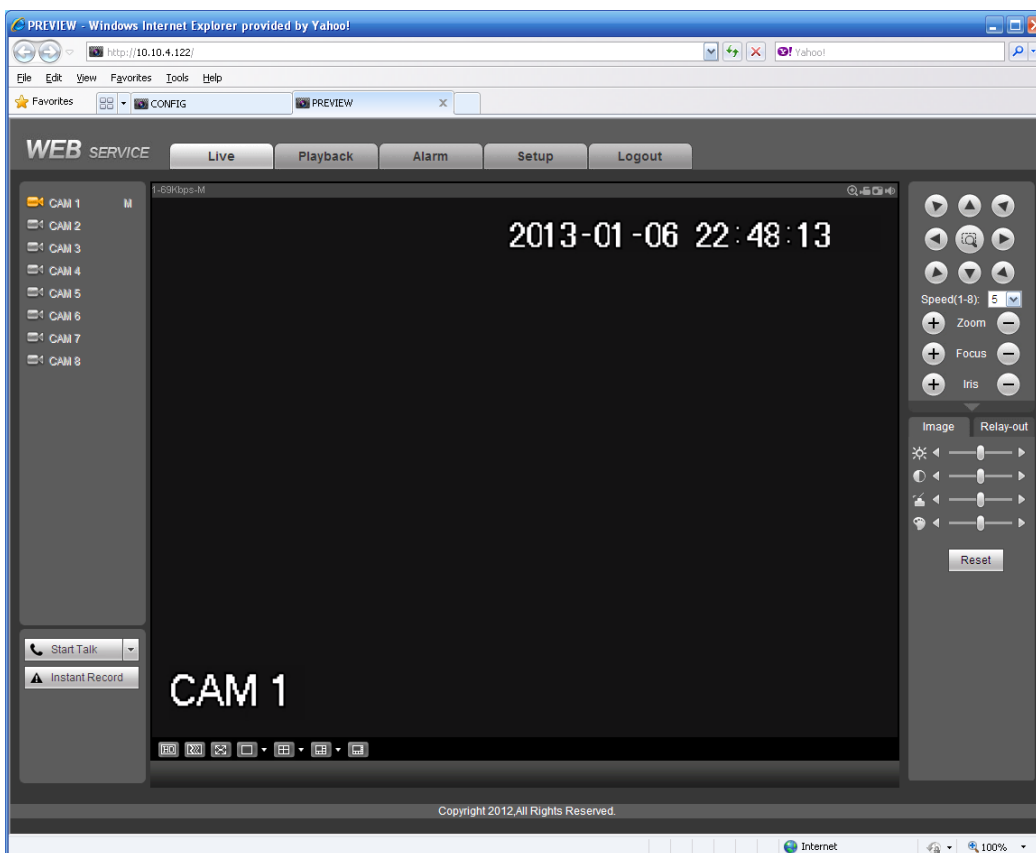 PREVIEW - Windows Internet Explorer provided by Yahoo!
http://10.10.4.122/
Yahoo!
File Edit View Favorites Tools Help
Favorites CONFIG PREVIEW X
WEB SERVICE Live Playback Alarm Setup Logout
1-69Kbps-M
2013-01-06 22:48:13
CAM 1 M
CAM 2
CAM 3
CAM 4
CAM 5
CAM 6
CAM 7
CAM 8
Start Talk
Instant Record
CAM 1
HD
Speed(1-8): 5
Zoom
Focus
Iris
Image Relay-out
Reset
Copyright 2012,All Rights Reserved.
Internet 100%